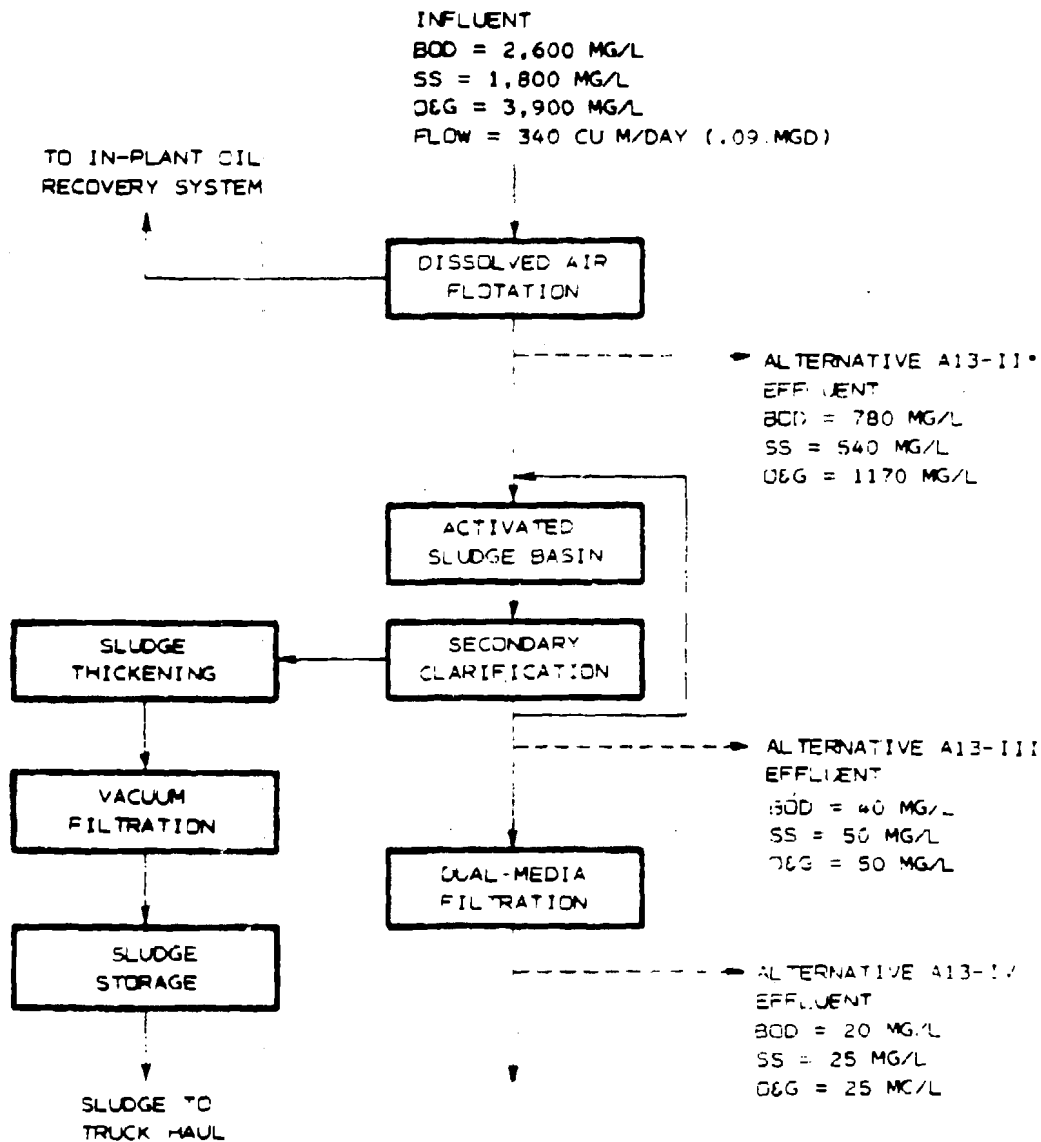 INFLUENT
BOD = 2,600 MG/L
SS = 1,800 MG/L
O&G = 3,900 MG/L
FLOW = 340 CU M/DAY (.09 MGD)
TO IN-PLANT OIL
RECOVERY SYSTEM
DISSOLVED AIR
FLOTATION
ALTERNATIVE A13-II*
EFFLUENT
BOD = 780 MG/L
SS = 540 MG/L
O&G = 1170 MG/L
ACTIVATED
SLUDGE BASIN
SLUDGE
THICKENING
SECONDARY
CLARIFICATION
ALTERNATIVE A13-III
EFFLUENT
BOD = 40 MG/L
SS = 50 MG/L
O&G = 50 MG/L
VACUUM
FILTRATION
DUAL-MEDIA
FILTRATION
SLUDGE
STORAGE
ALTERNATIVE A13-IV
EFFLUENT
BOD = 20 MG/L
SS = 25 MG/L
O&G = 25 MG/L
SLUDGE TO
TRUCK HAUL